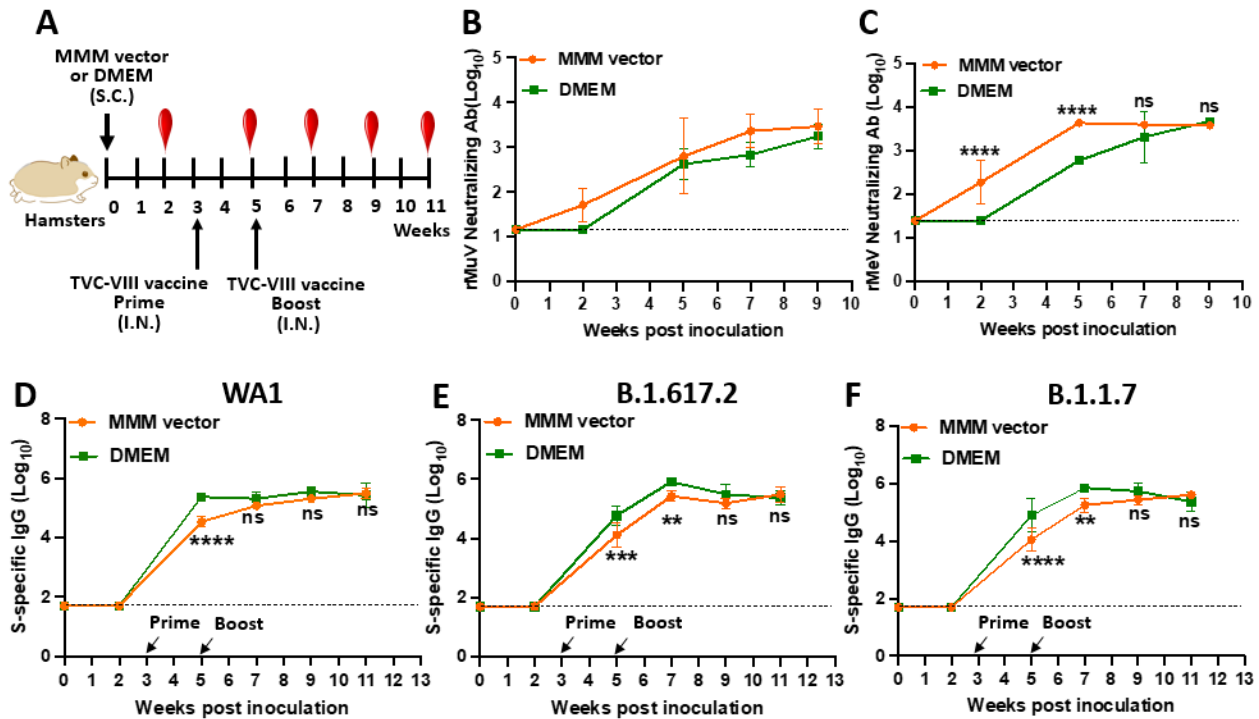 A
MMM vector
or DMEM
(S.C.)
Hamsters
0 1 2 3 4 5 6 7 8 9 10 11
Weeks
TVC-VIII vaccine
Prime
(I.N.)
TVC-VIII vaccine
Boost
(I.N.)
B
rMuV Neutralizing Ab(Log10)
MMM vector
DMEM
5
4
3
2
1
0
0 1 2 3 4 5 6 7 8 9 10
Weeks post inoculation
C
rMeV Neutralizing Ab (Log10)
MMM vector
DMEM
5
4
3
2
1
0
****
****
ns
ns
0 1 2 3 4 5 6 7 8 9 10
Weeks post inoculation
D
WA1
S-specific IgG (Log10)
MMM vector
DMEM
8
6
4
2
0
****
ns
ns
ns
Prime
Boost
0 1 2 3 4 5 6 7 8 9 10 11 12 13
Weeks post inoculation
E
B.1.617.2
S-specific IgG (Log10)
MMM vector
DMEM
8
6
4
2
0
***
**
ns
ns
Prime
Boost
0 1 2 3 4 5 6 7 8 9 10 11 12 13
Weeks post inoculation
F
B.1.1.7
S-specific IgG (Log10)
MMM vector
DMEM
8
6
4
2
0
****
**
ns
ns
Prime
Boost
0 1 2 3 4 5 6 7 8 9 10 11 12 13
Weeks post inoculation